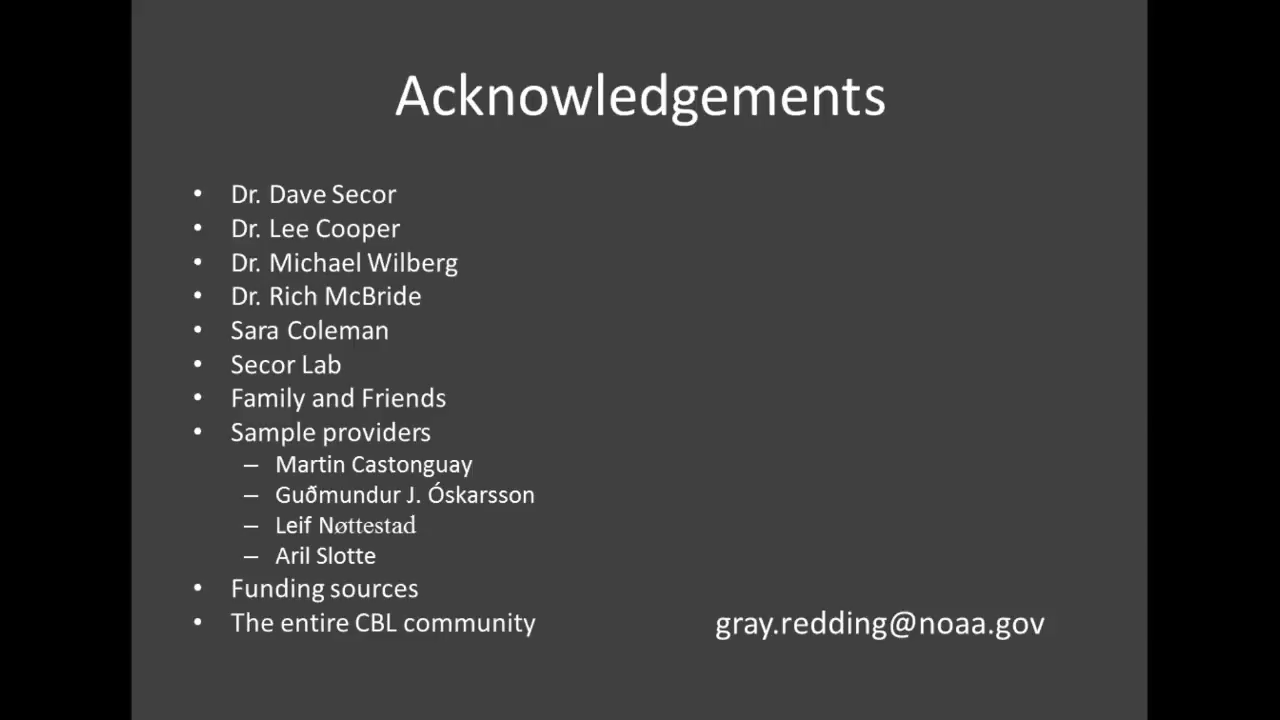 Acknowledgements
• Dr. Dave Secor
• Dr. Lee Cooper
• Dr. Michael Wilberg
• Dr. Rich McBride
• Sara Coleman
• Secor Lab
• Family and Friends
• Sample providers
– Martin Castonguay
– Guðmundur J. Óskarsson
– Leif Nøttestad
– Aril Slotte
• Funding sources
• The entire CBL community
gray.redding@noaa.gov